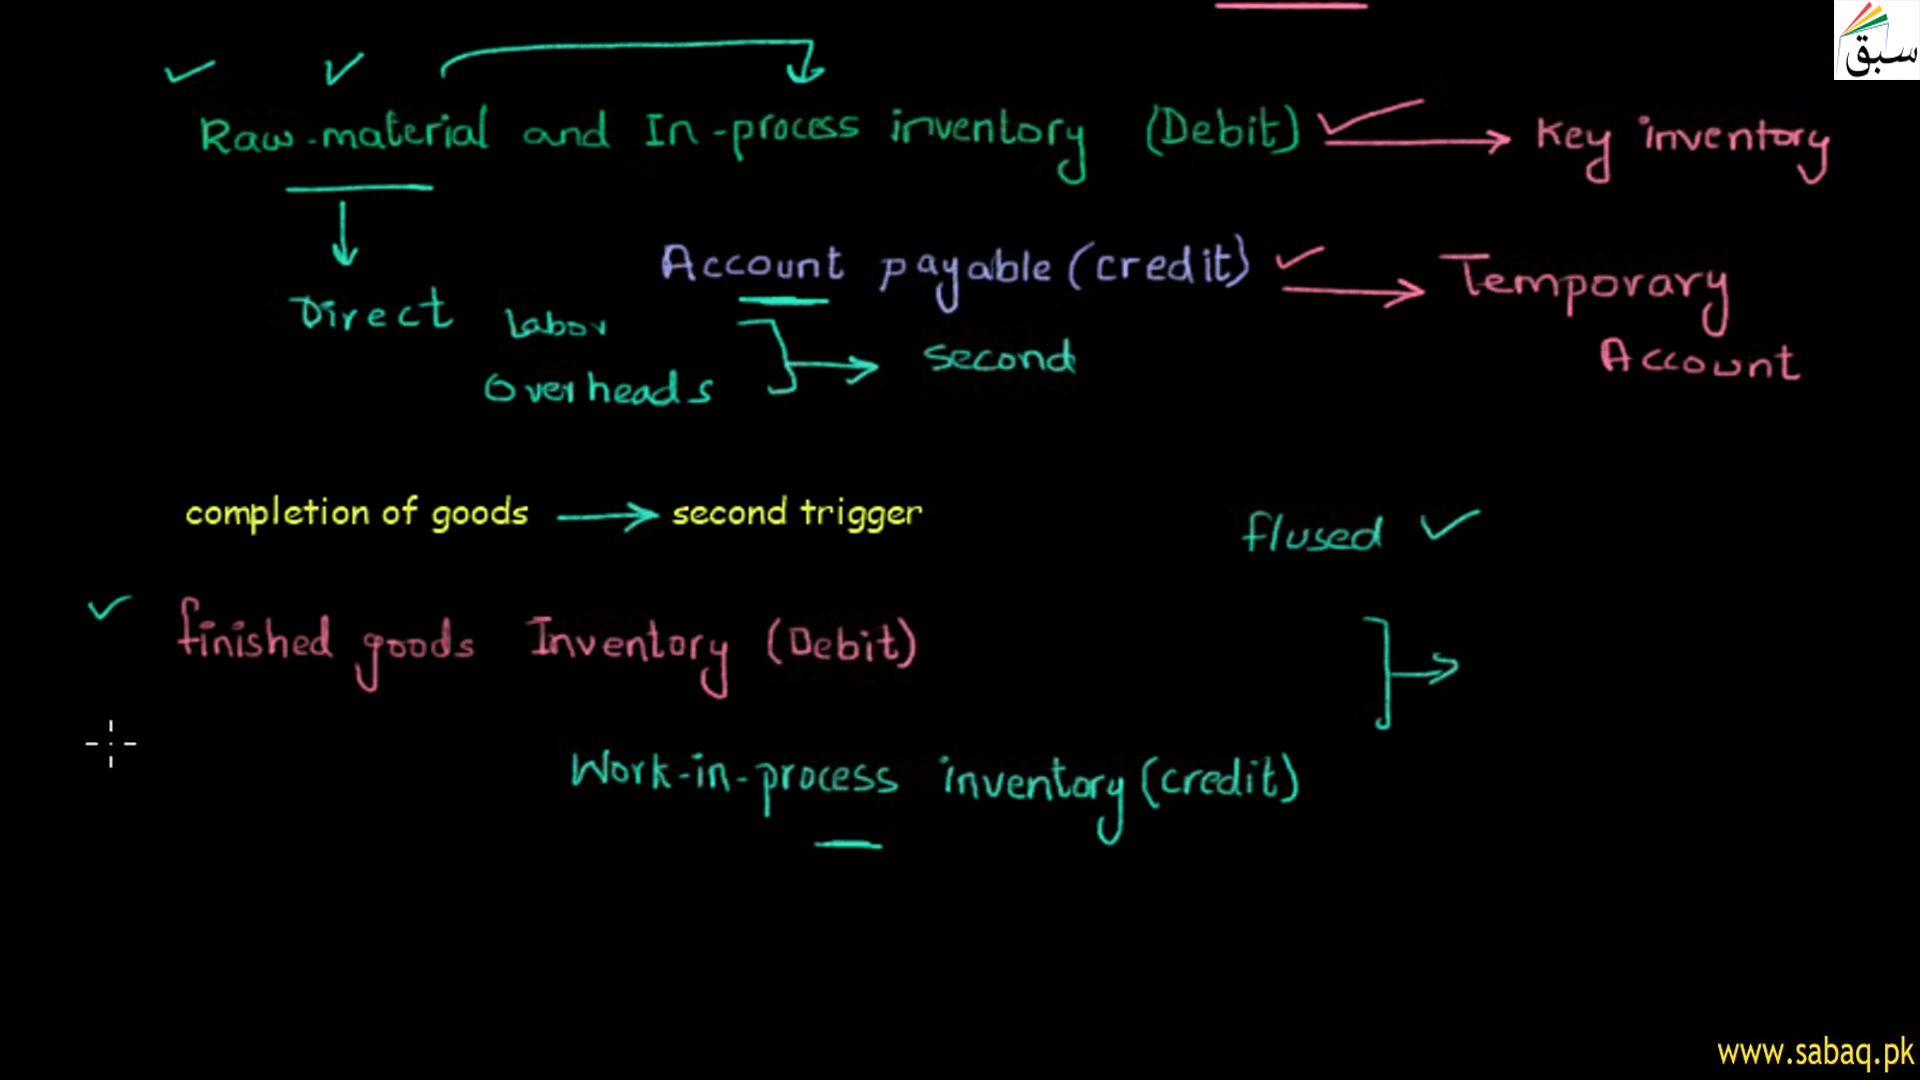 سبق
Raw-material and In-process inventory (Debit) Key inventory
Account payable (credit) Temporary
Account
Direct Labor
Overheads
second
completion of goods second trigger
flused
finished goods Inventory (Debit)
Work-in-process inventory (credit)
www.sabaq.pk